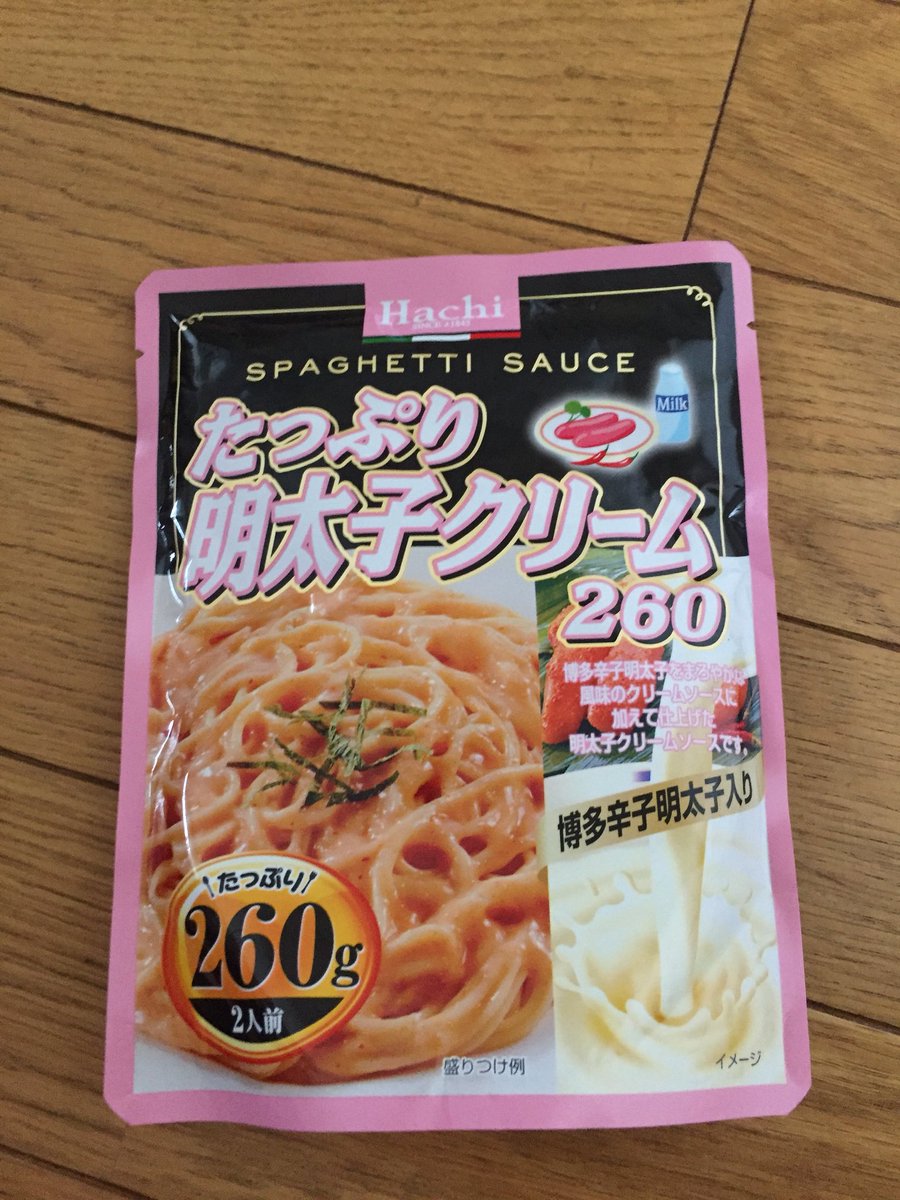 Hachi
SINCE 1845
SPAGHETTI SAUCE
Milk
たっぷり
明太子クリーム
260
博多辛子明太子をまろやかな
風味のクリームソースに
加えて仕上げた
明太子クリームソースです。
博多辛子明太子入り
たっぷり
260g
2人前
盛りつけ例
イメージ